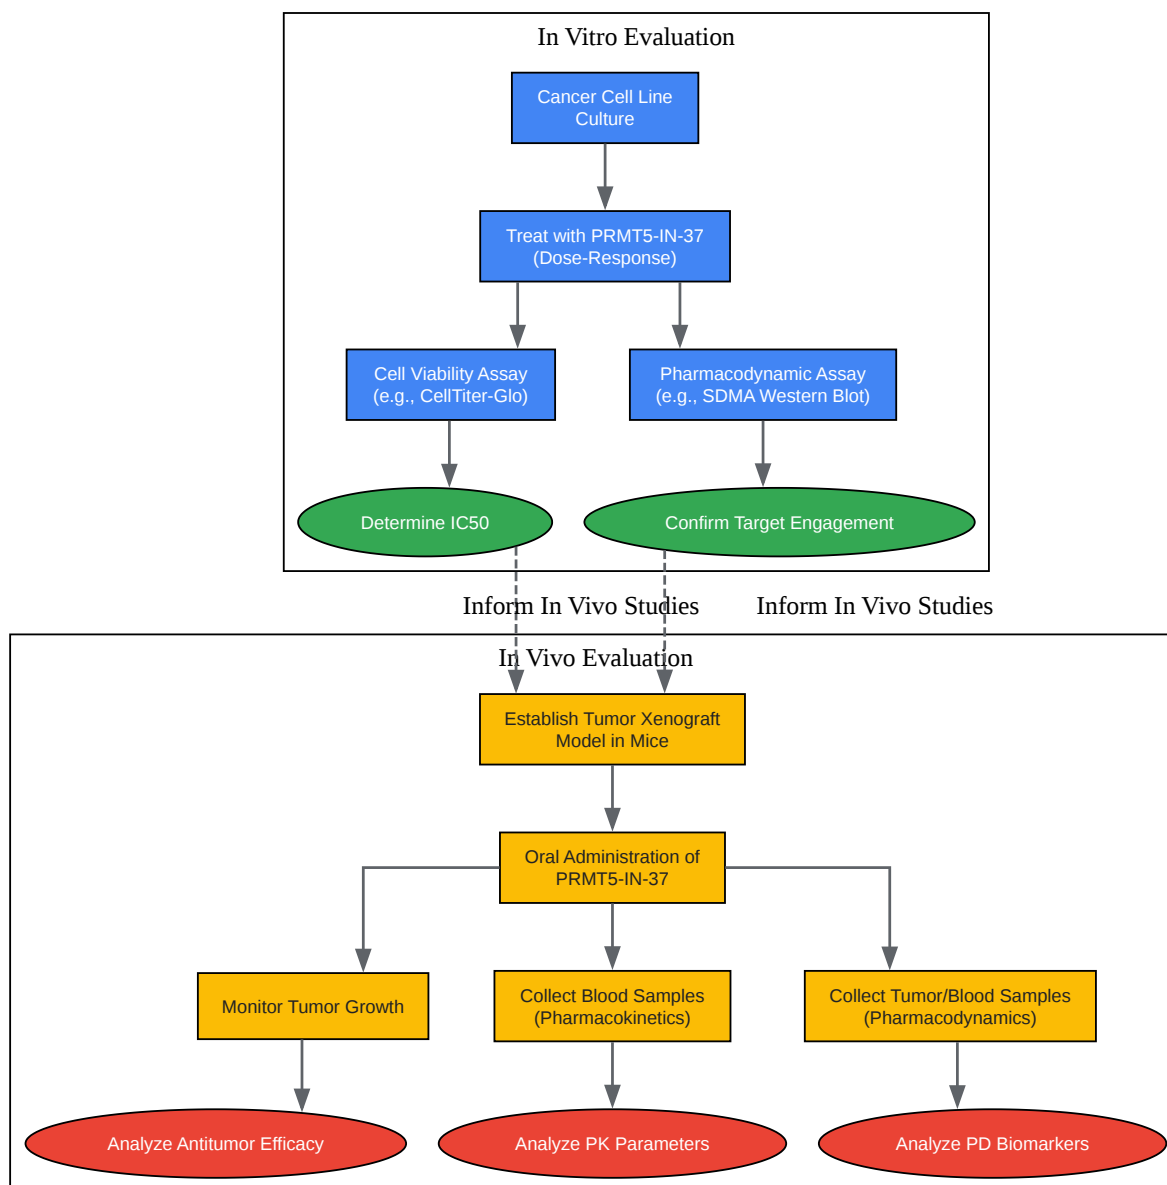 In Vitro Evaluation
Cancer Cell Line
Culture
Treat with PRMT5-IN-37
(Dose-Response)
Cell Viability Assay
(e.g., CellTiter-Glo)
Pharmacodynamic Assay
(e.g., SDMA Western Blot)
Determine IC50
Confirm Target Engagement
Inform In Vivo Studies
Inform In Vivo Studies
In Vivo Evaluation
Establish Tumor Xenograft
Model in Mice
Oral Administration of
PRMT5-IN-37
Monitor Tumor Growth
Collect Blood Samples
(Pharmacokinetics)
Collect Tumor/Blood Samples
(Pharmacodynamics)
Analyze Antitumor Efficacy
Analyze PK Parameters
Analyze PD Biomarkers